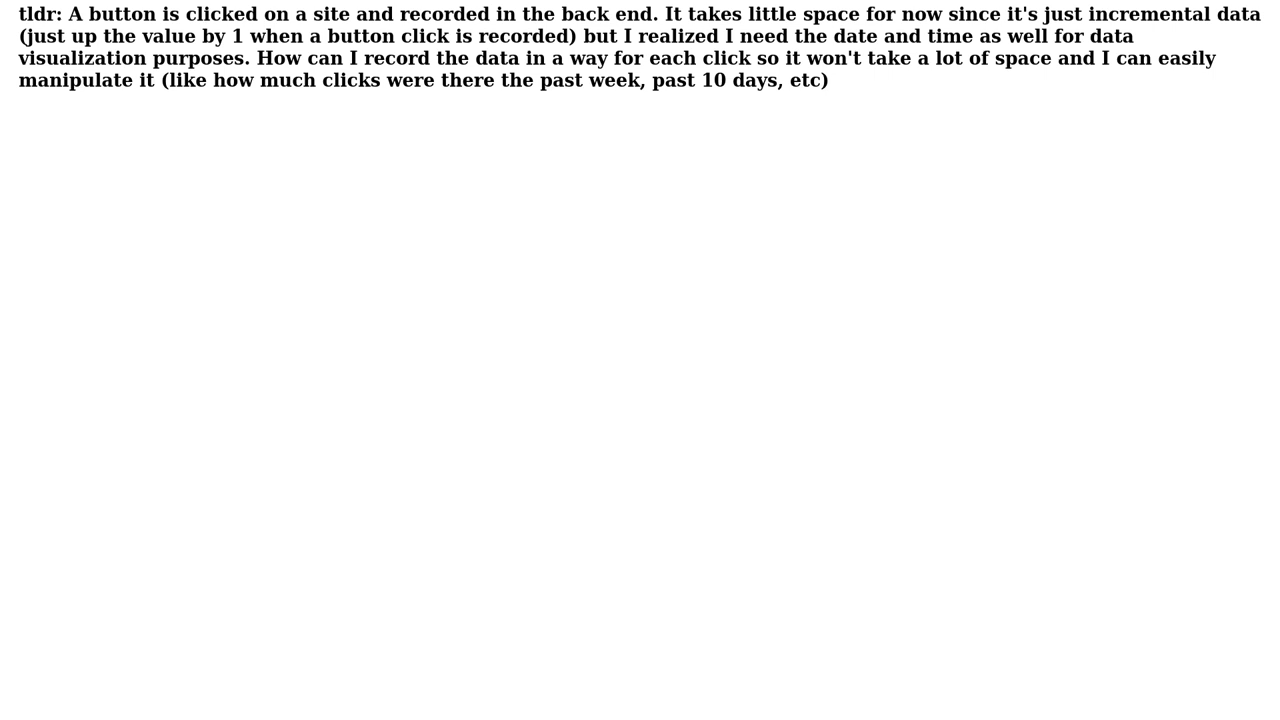 tldr: A button is clicked on a site and recorded in the back end. It takes little space for now since it's just incremental data
(just up the value by 1 when a button click is recorded) but I realized I need the date and time as well for data
visualization purposes. How can I record the data in a way for each click so it won't take a lot of space and I can easily
manipulate it (like how much clicks were there the past week, past 10 days, etc)